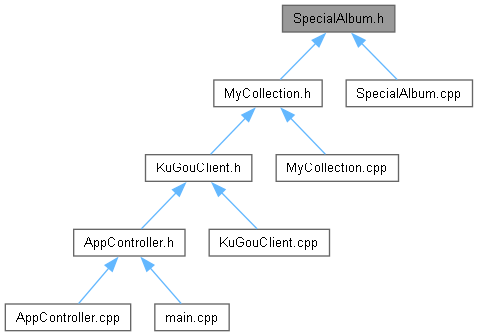 SpecialAlbum.h
MyCollection.h
SpecialAlbum.cpp
KuGouClient.h
MyCollection.cpp
AppController.h
KuGouClient.cpp
AppController.cpp
main.cpp